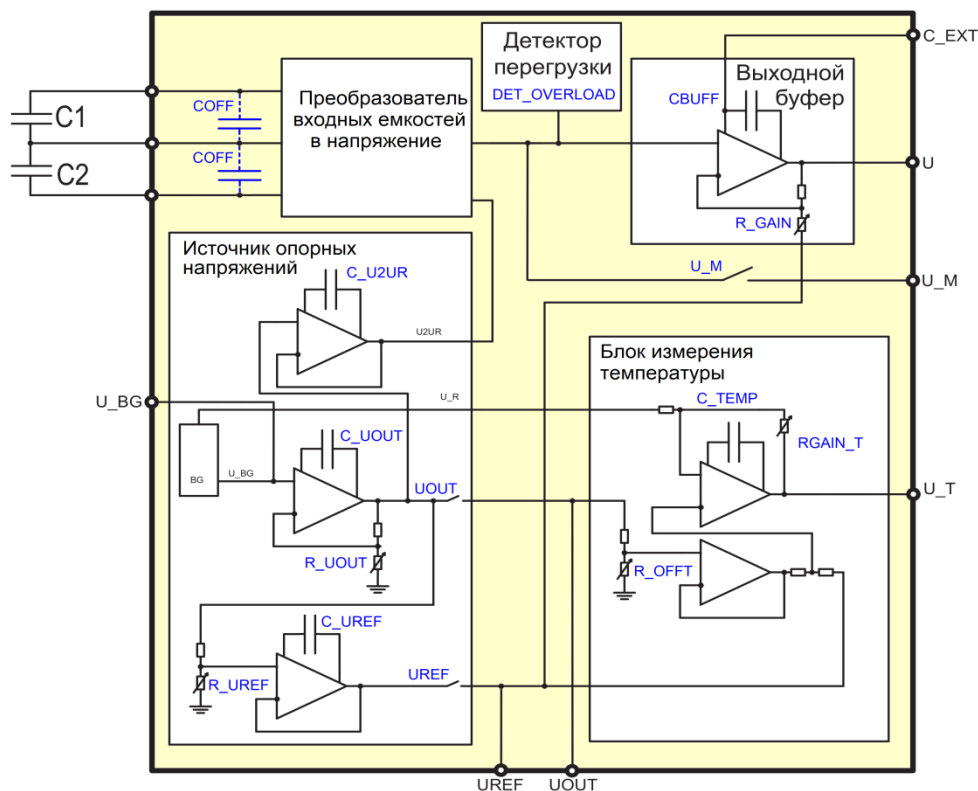 C_EXT
Детектор
перегрузки
DET_OVERLOAD
Выходной
буфер
CBUFF
C1
C2
COFF
COFF
Преобразователь
входных емкостей
в напряжение
U
R_GAIN
Источник опорных
напряжений
C_U2UR
U2UR
U_M
U_M
Блок измерения
температуры
U_BG
U_R
C_TEMP
RGAIN_T
C_UOUT
U_BG
BG
UOUT
U_T
R_UOUT
R_OFFT
C_UREF
R_UREF
UREF
UREF
UOUT